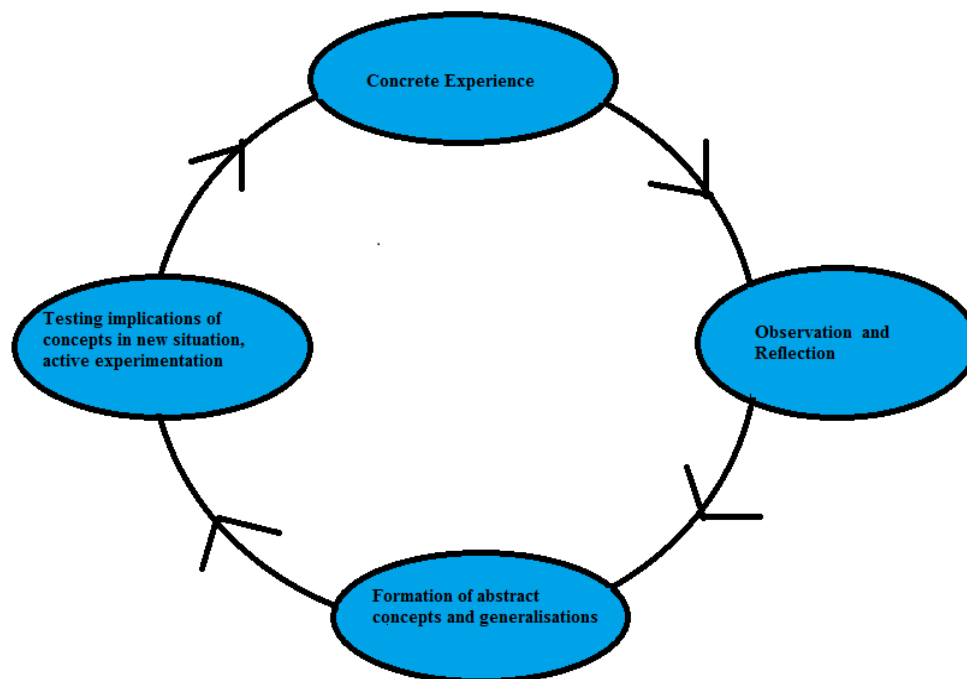 Concrete Experience
Testing implications of
concepts in new situation,
active experimentation
Observation and
Reflection
Formation of abstract
concepts and generalisations